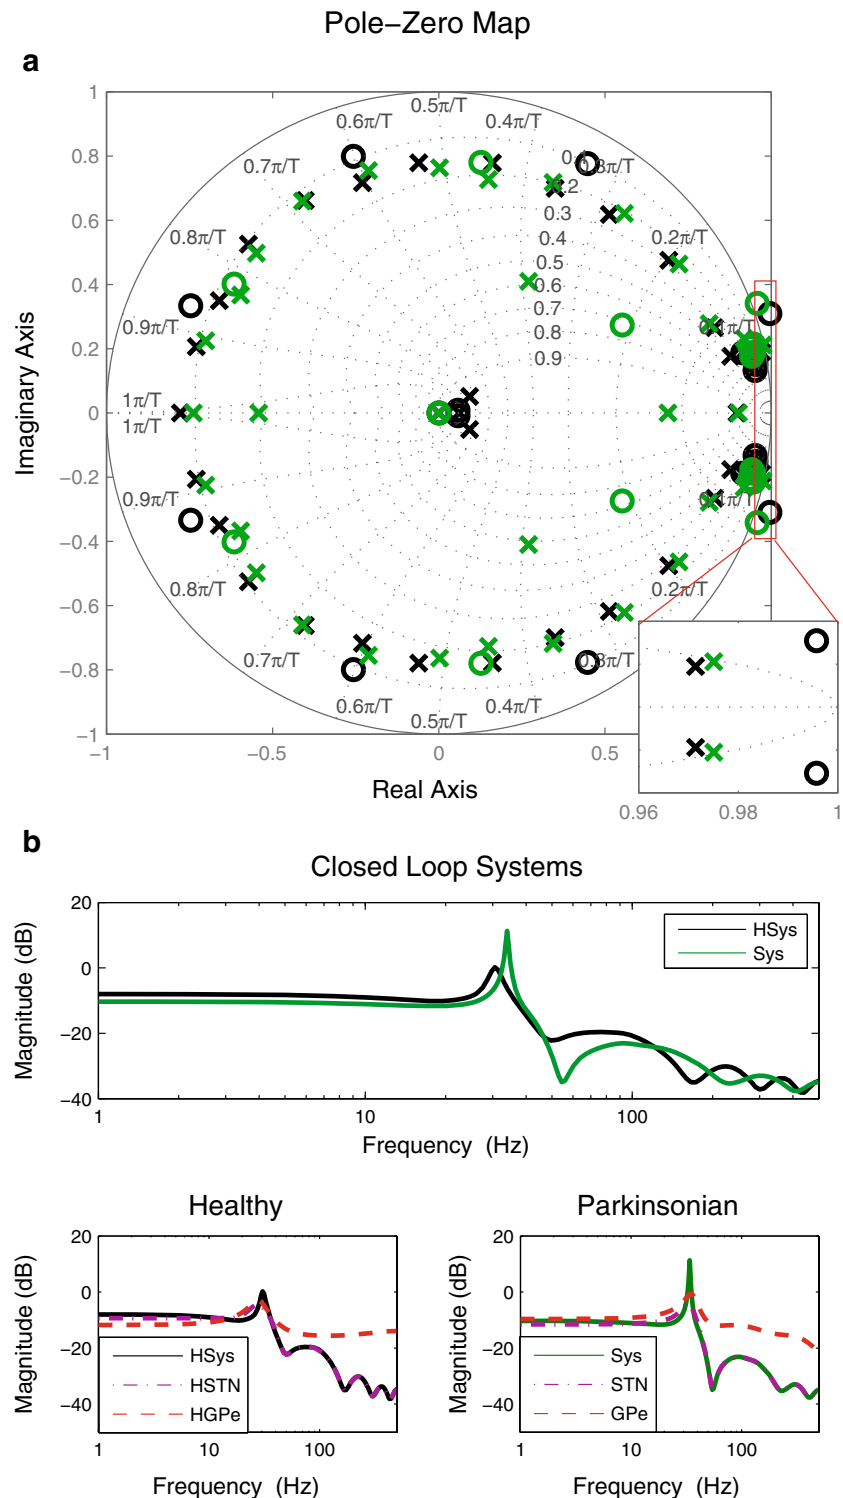 Pole–Zero Map
a
1
0.8
0.6
0.4
0.2
0
−0.2
−0.4
−0.6
−0.8
−1
Imaginary Axis
0.5π/T
0.6π/T
0.4π/T
0.7π/T
0.3π/T
0.8π/T
0.2π/T
0.9π/T
0.1π/T
1π/T
1π/T
0.9π/T
0.1π/T
0.8π/T
0.2π/T
0.7π/T
0.3π/T
0.6π/T
0.4π/T
0.5π/T
0.3
0.4
0.5
0.6
0.7
0.8
0.9
−1
−0.5
0
0.5
Real Axis
0.96
0.98
1
b
Closed Loop Systems
20
0
−20
−40
Magnitude (dB)
HSys
Sys
1
10
100
Frequency (Hz)
Healthy
20
0
−20
−40
Magnitude (dB)
HSys
HSTN
HGPe
1
10
100
Frequency (Hz)
Parkinsonian
20
0
−20
−40
Magnitude (dB)
Sys
STN
GPe
1
10
100
Frequency (Hz)